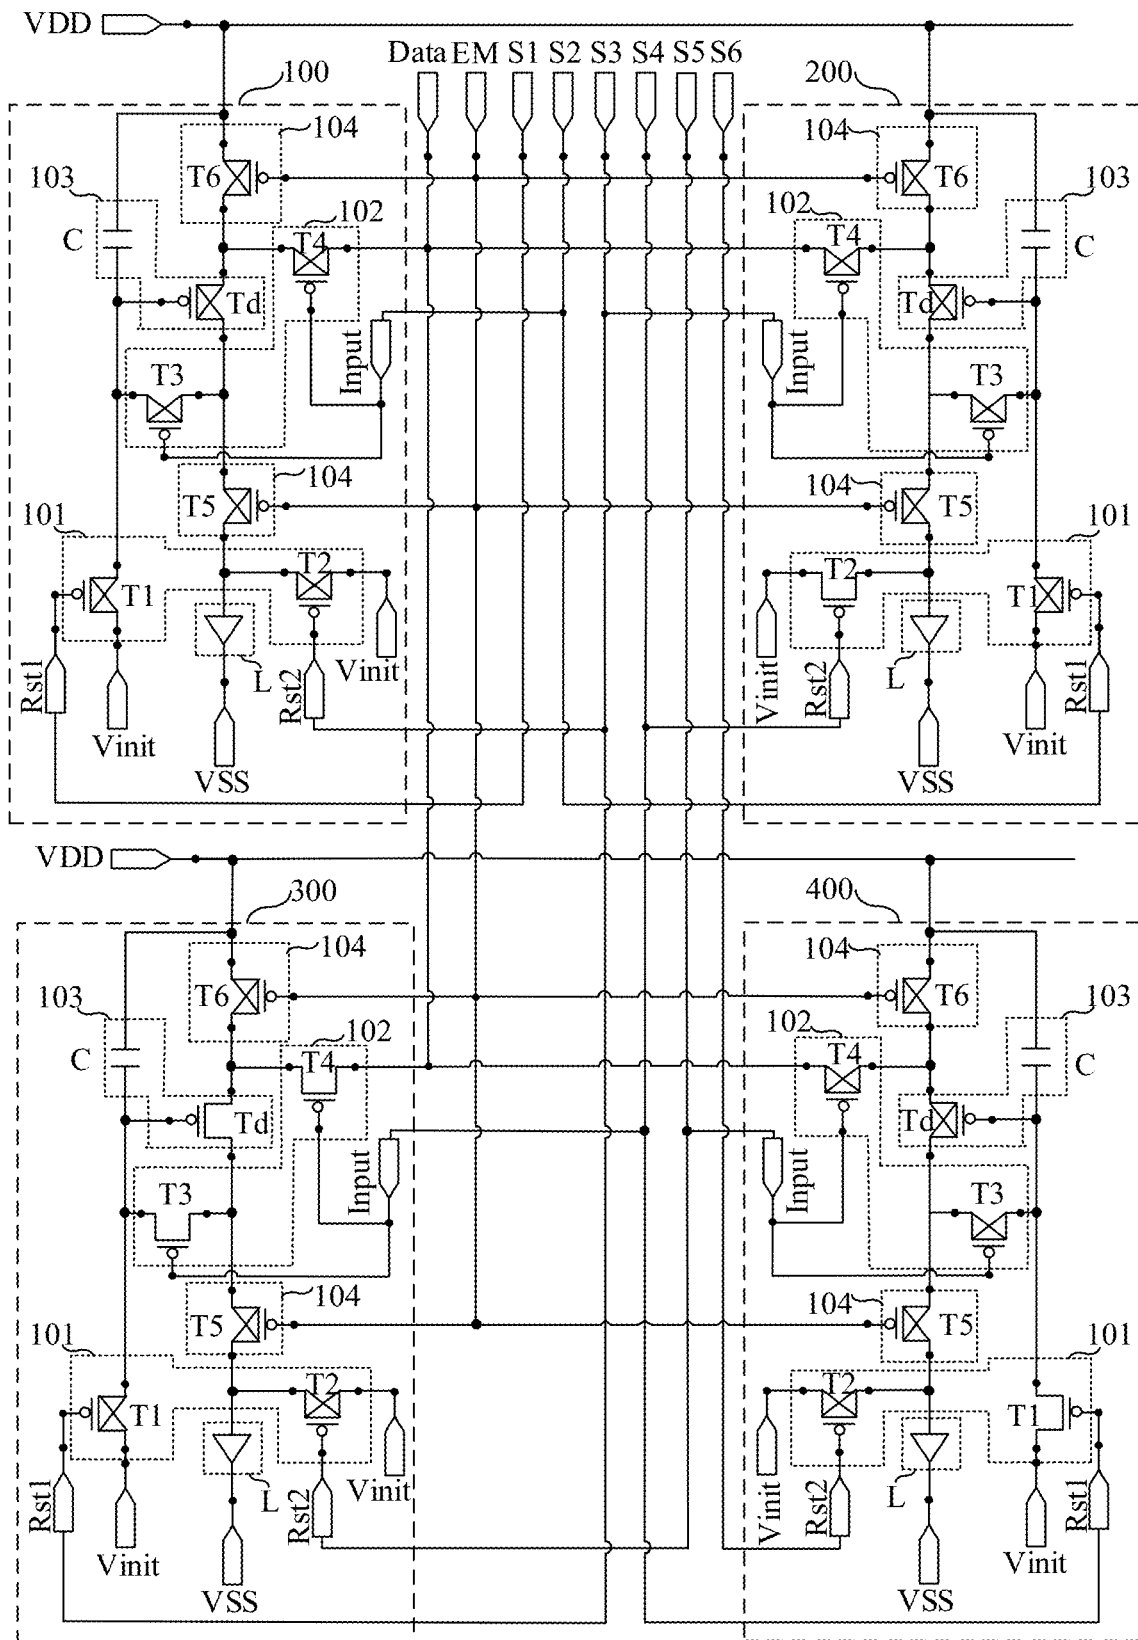 VDD
Data EM S1 S2 S3 S4 S5 S6
100
200
104
104
T6
T6
103
102
102
103
C
T4
T4
C
Td
Td
Input
Input
T3
T3
104
104
T5
T5
101
101
T2
T2
T1
T1
Rst1
Vinit
L
Rst2
Vinit
Vinit
Rst2
L
Vinit
Rst1
VSS
VSS
VDD
300
400
104
104
T6
T6
103
102
102
103
C
T4
T4
C
Td
Td
Input
Input
T3
T3
104
104
T5
T5
101
101
T2
T2
T1
T1
Rst1
Vinit
L
Rst2
Vinit
Vinit
Rst2
L
Vinit
Rst1
VSS
VSS